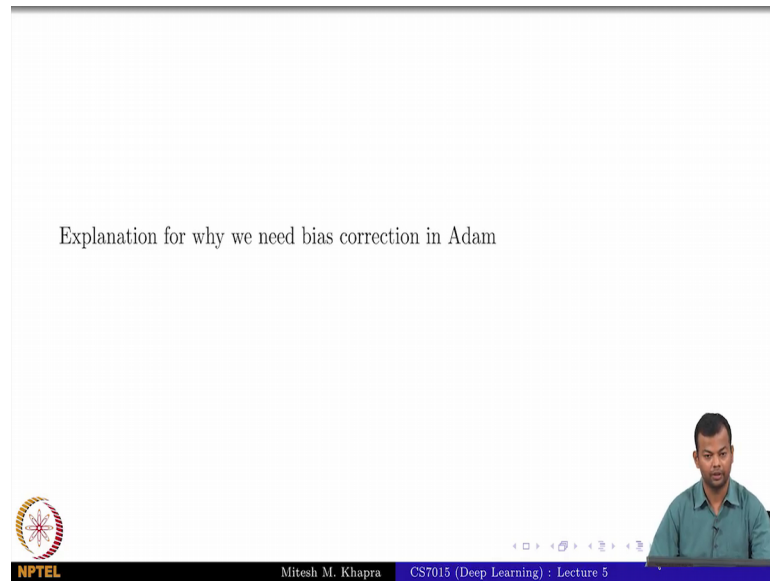 Explanation for why we need bias correction in Adam
NPTEL
Mitesh M. Khapra
CS7015 (Deep Learning) : Lecture 5